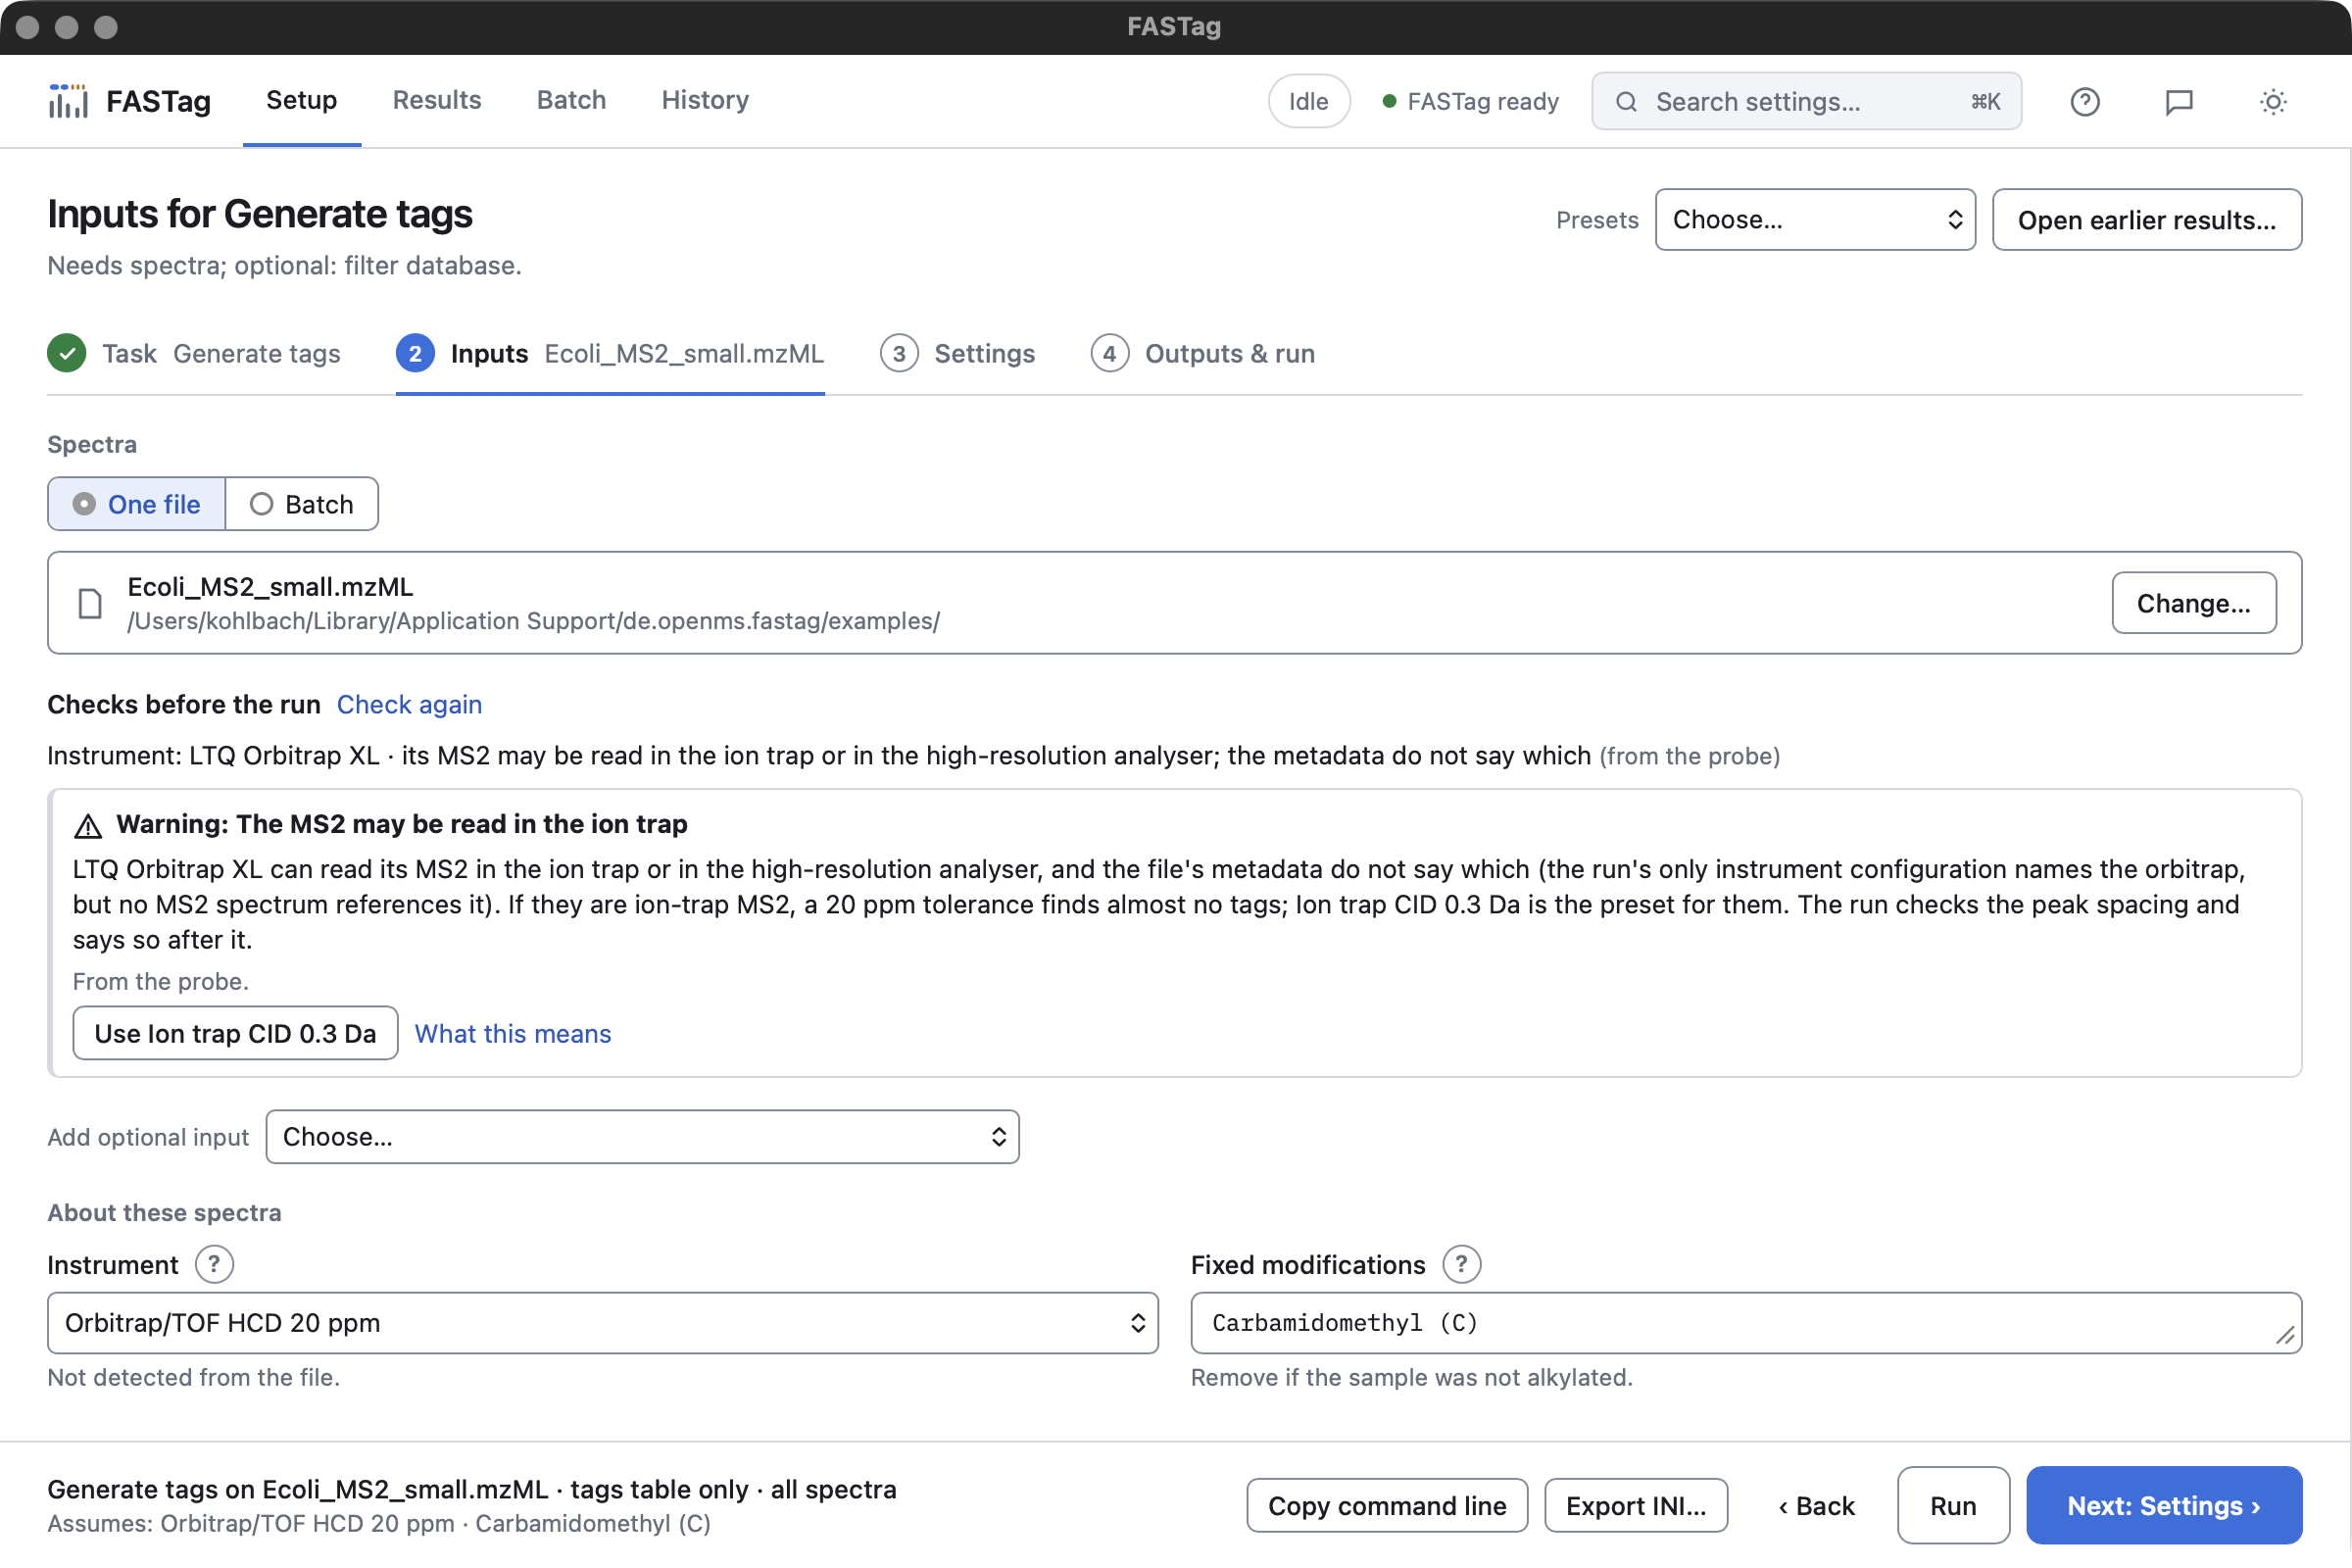 FASTag
FASTag
Setup
Results
Batch
History
Idle
FASTag ready
Search settings...
⌘K
Inputs for Generate tags
Needs spectra; optional: filter database.
Presets
Choose...
Open earlier results...
Task Generate tags
2 Inputs Ecoli_MS2_small.mzML
3 Settings
4 Outputs & run
Spectra
One file
Batch
Ecoli_MS2_small.mzML
/Users/kohlbach/Library/Application Support/de.openms.fastag/examples/
Change...
Checks before the run Check again
Instrument: LTQ Orbitrap XL · its MS2 may be read in the ion trap or in the high-resolution analyser; the metadata do not say which (from the probe)
Warning: The MS2 may be read in the ion trap
LTQ Orbitrap XL can read its MS2 in the ion trap or in the high-resolution analyser, and the file's metadata do not say which (the run's only instrument configuration names the orbitrap,
but no MS2 spectrum references it). If they are ion-trap MS2, a 20 ppm tolerance finds almost no tags; Ion trap CID 0.3 Da is the preset for them. The run checks the peak spacing and
says so after it.
From the probe.
Use Ion trap CID 0.3 Da
What this means
Add optional input
Choose...
About these spectra
Instrument ?
Orbitrap/TOF HCD 20 ppm
Not detected from the file.
Fixed modifications ?
Carbamidomethyl (C)
Remove if the sample was not alkylated.
Generate tags on Ecoli_MS2_small.mzML · tags table only · all spectra
Assumes: Orbitrap/TOF HCD 20 ppm · Carbamidomethyl (C)
Copy command line
Export INI...
‹ Back
Run
Next: Settings ›